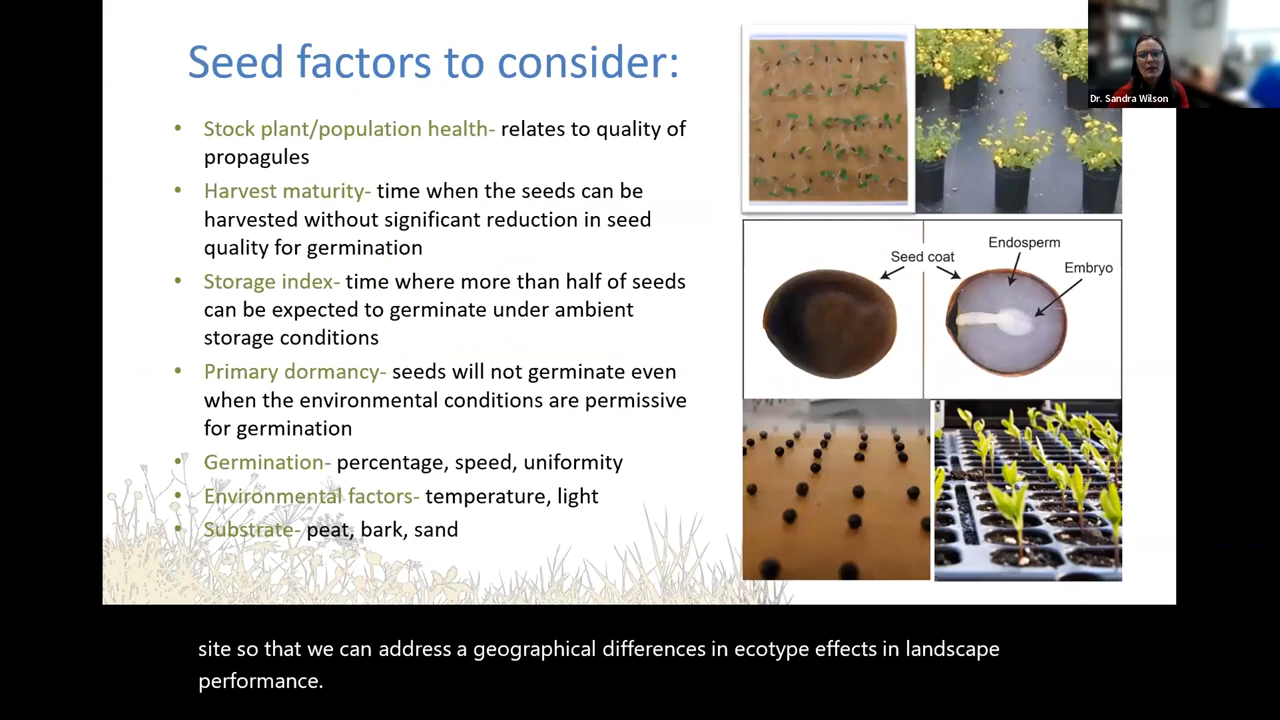 Seed factors to consider:
• Stock plant/population health- relates to quality of
propagules
• Harvest maturity- time when the seeds can be
harvested without significant reduction in seed
quality for germination
• Storage index- time where more than half of seeds
can be expected to germinate under ambient
storage conditions
• Primary dormancy- seeds will not germinate even
when the environmental conditions are permissive
for germination
• Germination- percentage, speed, uniformity
• Environmental factors- temperature, light
• Substrate- peat, bark, sand
Dr. Sandra Wilson
Seed coat
Endosperm
Embryo
site so that we can address a geographical differences in ecotype effects in landscape
performance.